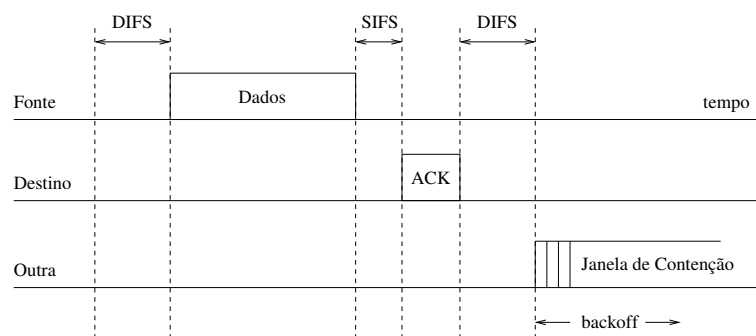 DIFS
SIFS
DIFS
Fonte
Dados
tempo
Destino
ACK
Outra
Janela de Contenção
backoff